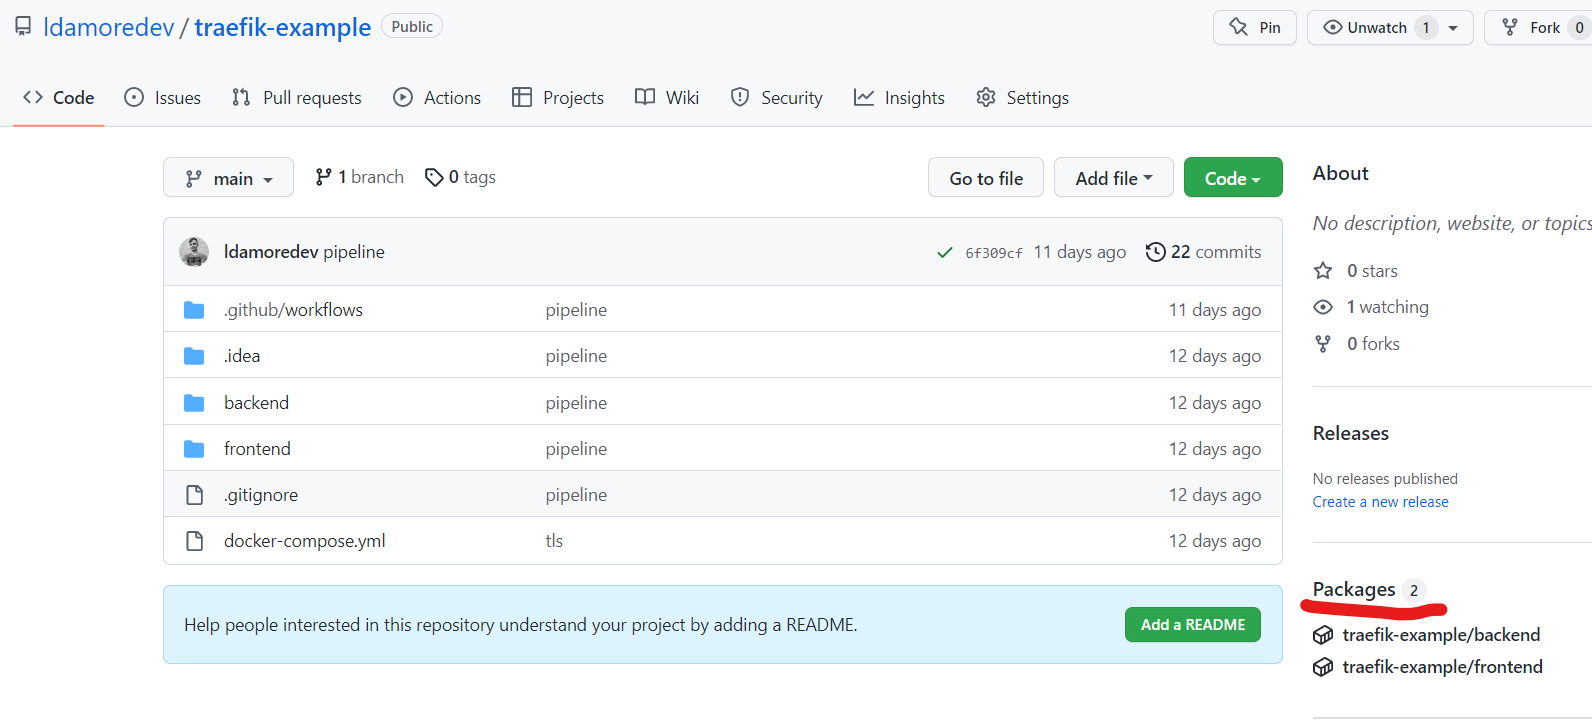 ldamoredev / traefik-example Public
Pin Unwatch 1 Fork 0
Code Issues Pull requests Actions Projects Wiki Security Insights Settings
main 1 branch 0 tags Go to file Add file Code
ldamoredev pipeline 6f309cf 11 days ago 22 commits
.github/workflows pipeline 11 days ago
.idea pipeline 12 days ago
backend pipeline 12 days ago
frontend pipeline 12 days ago
.gitignore pipeline 12 days ago
docker-compose.yml tls 12 days ago
Help people interested in this repository understand your project by adding a README. Add a README
About
No description, website, or topics
0 stars
1 watching
0 forks
Releases
No releases published
Create a new release
Packages 2
traefik-example/backend
traefik-example/frontend